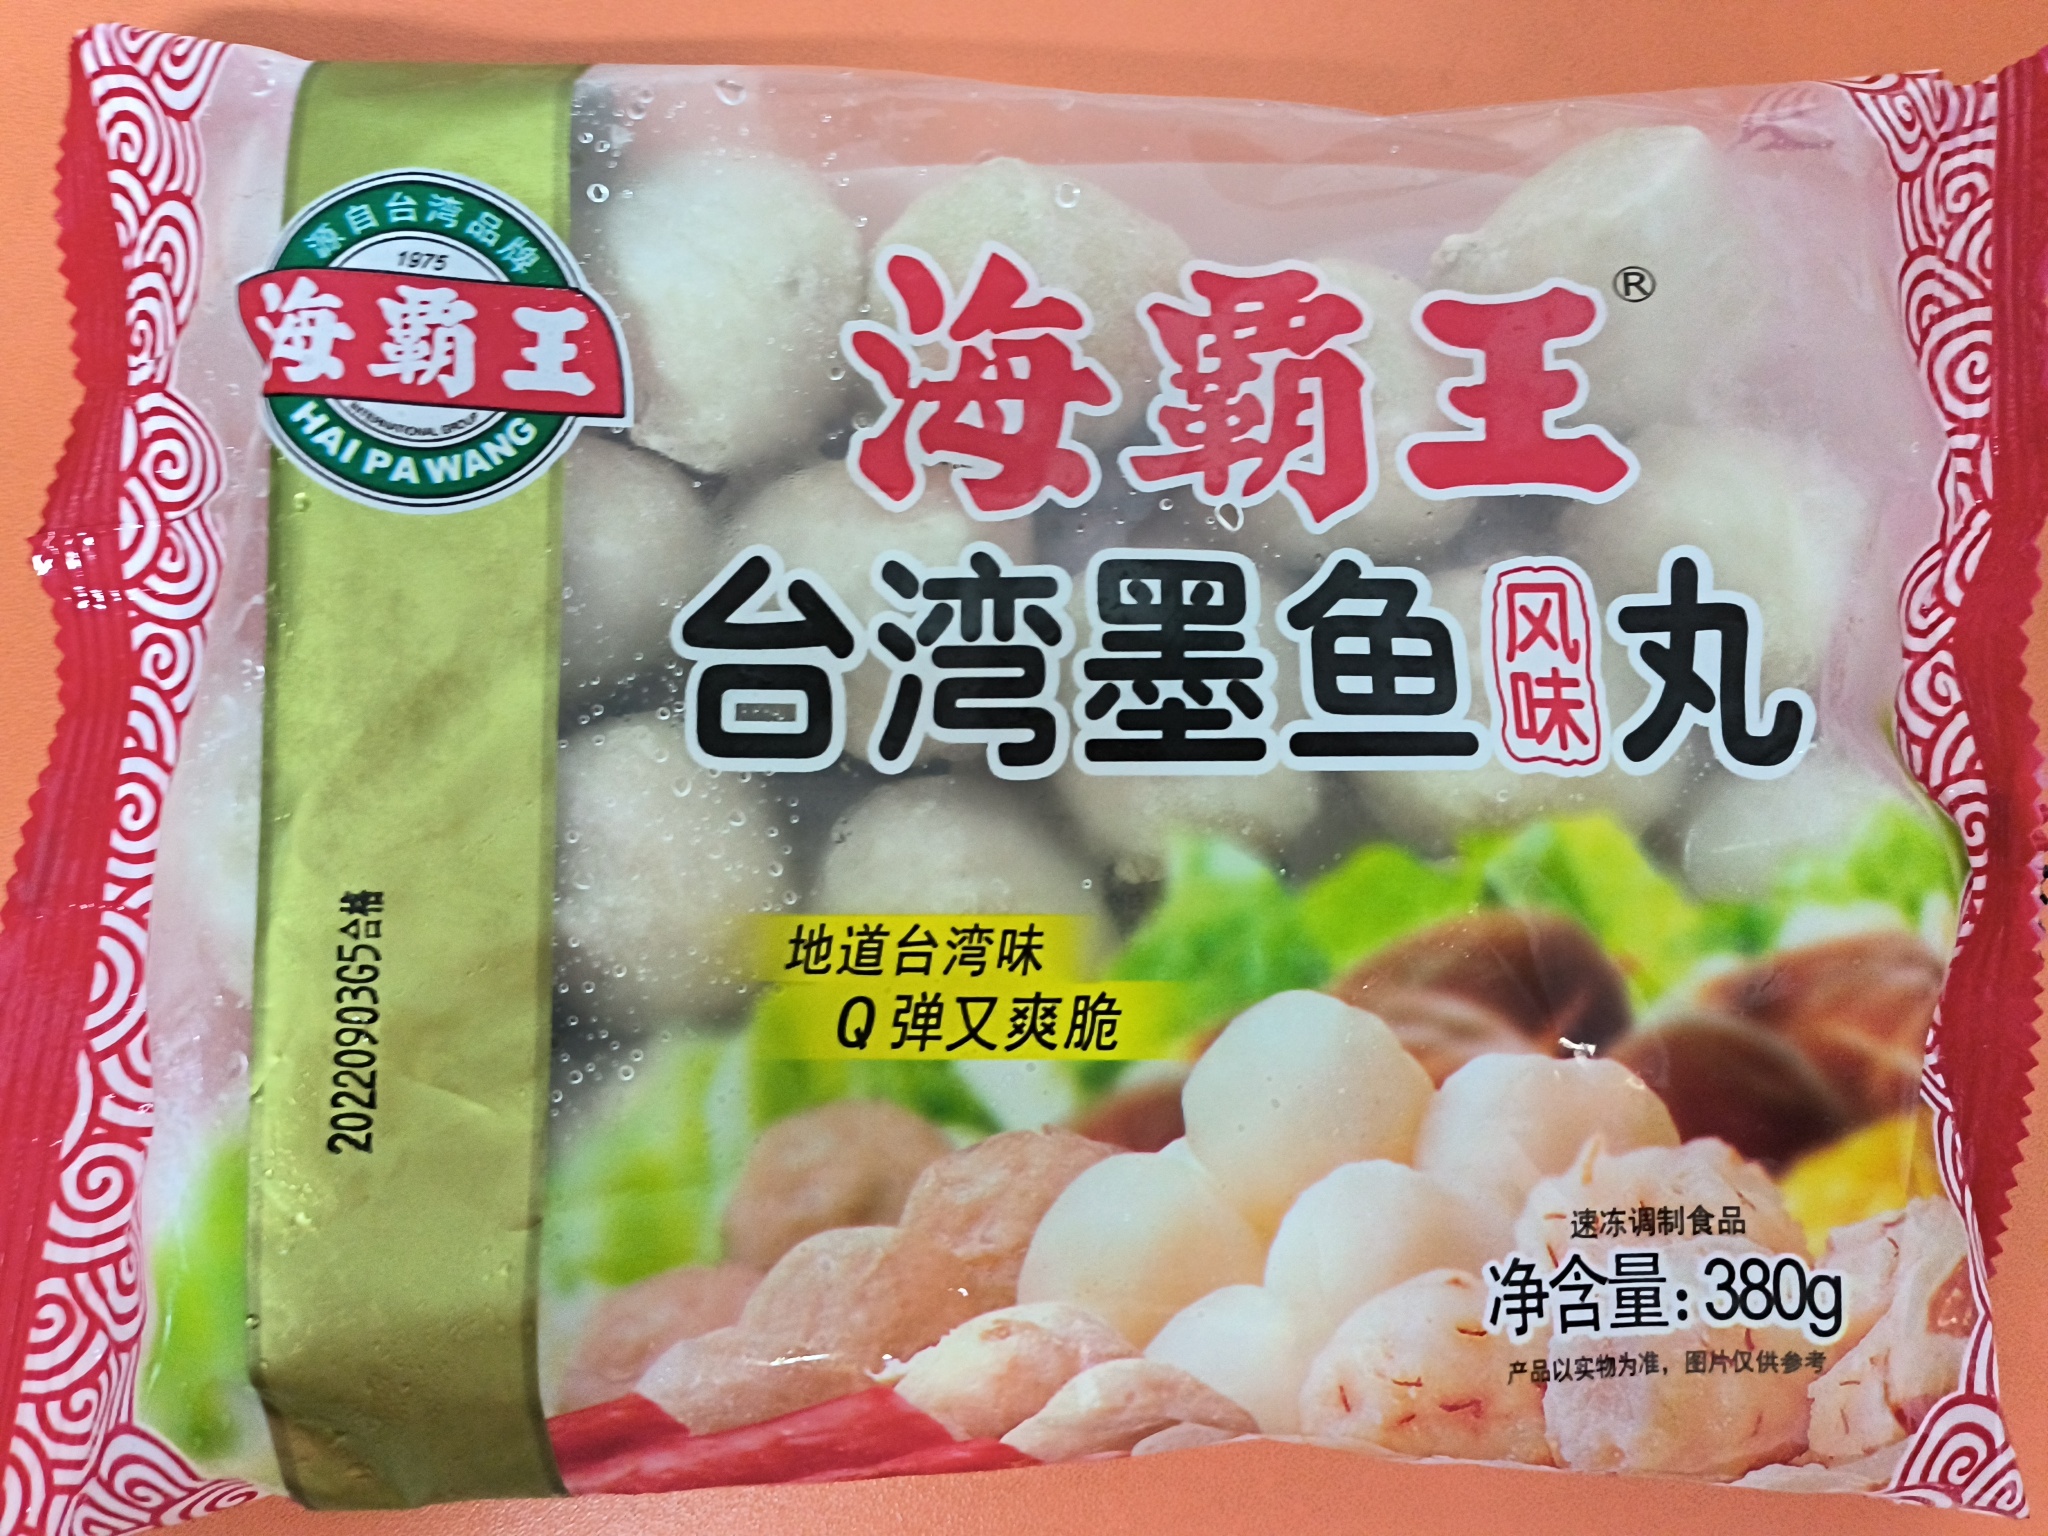 源自台湾品牌
1975
海霸王
INTERNATIONAL GROUP
HAI PA WANG
海霸王®
台湾墨鱼风味丸
地道台湾味
Q弹又爽脆
20220903G5合格
速冻调制食品
净含量:380g
产品以实物为准，图片仅供参考